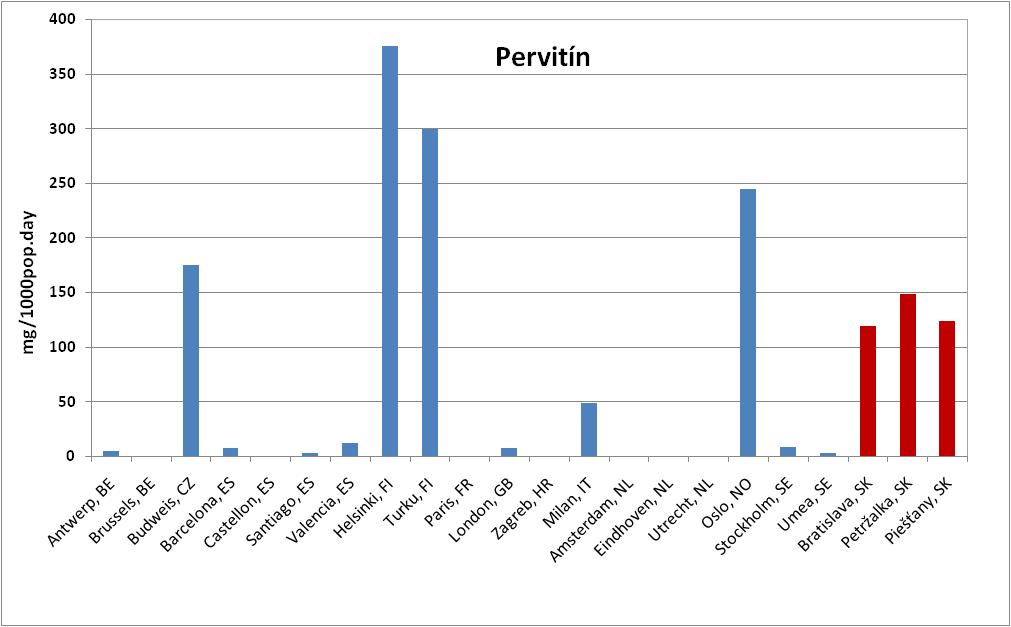 Pervitín
mg/1000pop.day
400
350
300
250
200
150
100
50
0
Antwerp, BE
Brussels, BE
Budweis, CZ
Barcelona, ES
Castellon, ES
Santiago, ES
Valencia, ES
Helsinki, FI
Turku, FI
Paris, FR
London, GB
Zagreb, HR
Milan, IT
Amsterdam, NL
Eindhoven, NL
Utrecht, NL
Oslo, NO
Stockholm, SE
Umea, SE
Bratislava, SK
Petržalka, SK
Piešťany, SK